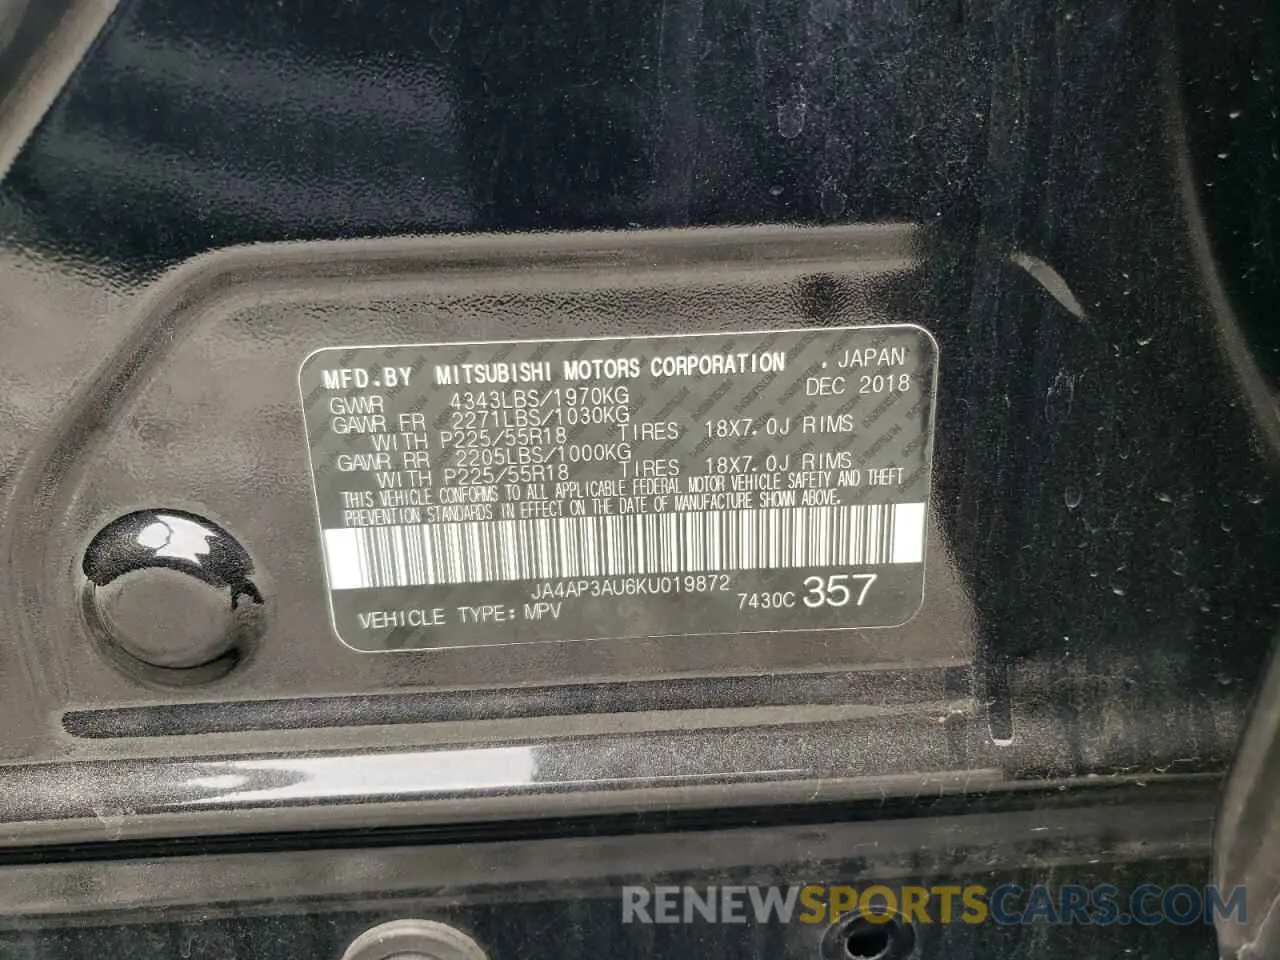 MFD.BY MITSUBISHI MOTORS CORPORATION . JAPAN
GVWR 4343LBS/1970KG DEC 2018
GAWR FR 2271LBS/1030KG
WITH P225/55R18 TIRES 18X7.0J RIMS
GAWR RR 2205LBS/1000KG
WITH P225/55R18 TIRES 18X7.0J RIMS
THIS VEHICLE CONFORMS TO ALL APPLICABLE FEDERAL MOTOR VEHICLE SAFETY AND THEFT
PREVENTION STANDARDS IN EFFECT ON THE DATE OF MANUFACTURE SHOWN ABOVE.
JA4AP3AU6KU019872
VEHICLE TYPE: MPV 7430C 357
RENEWSPORTSCARS.COM